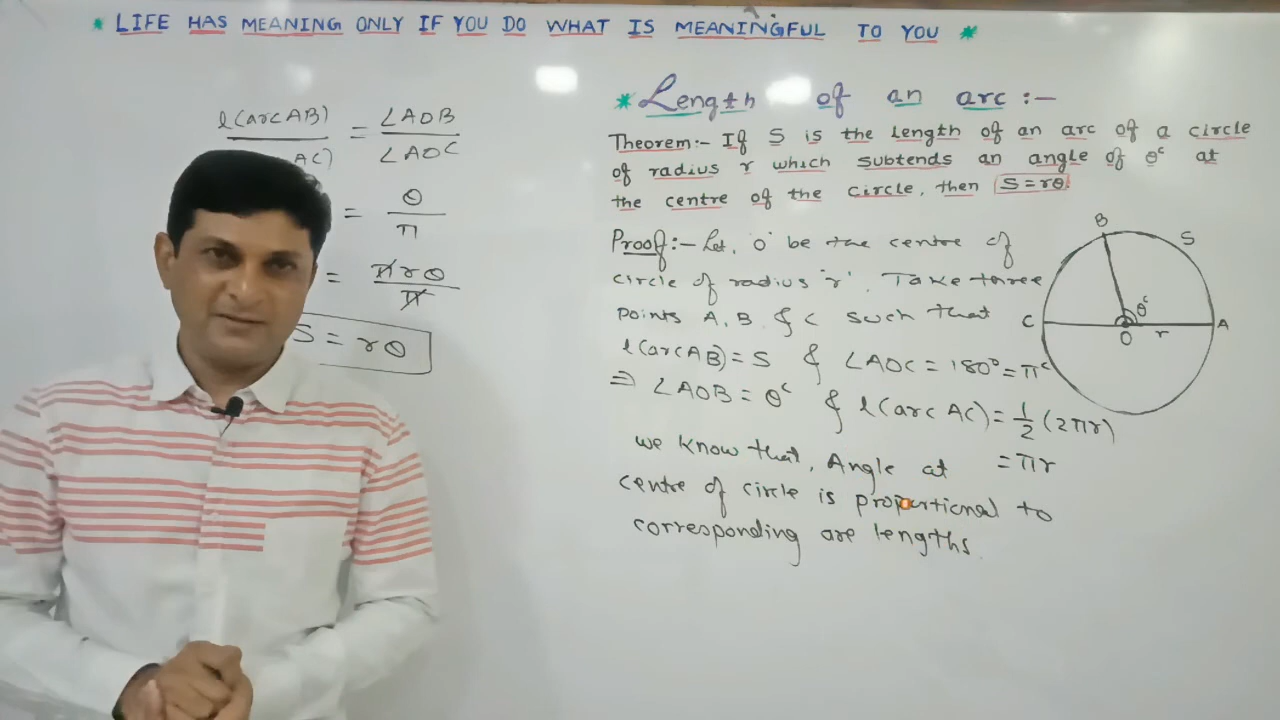 * LIFE HAS MEANING ONLY IF YOU DO WHAT IS MEANINGFUL TO YOU *
l(arc AB) = ∠AOB
AC) ∠AOC
= θ
π
= πrθ
π
S = rθ
* Length of an arc :-
Theorem:- If S is the length of an arc of a circle
of radius r which subtends an angle of θᶜ at
the centre of the circle, then S=rθ.
Proof:- Let, 'O' be the centre of
circle of radius 'r'. Take three
points A, B & C such that
l(arc AB) = S & ∠AOC = 180° = πᶜ
⇒ ∠AOB = θᶜ & l(arc AC) = 1/2 (2πr)
= πr
we know that, Angle at
centre of circle is proportional to
corresponding arc lengths.
B
S
C
θᶜ
O
r
A